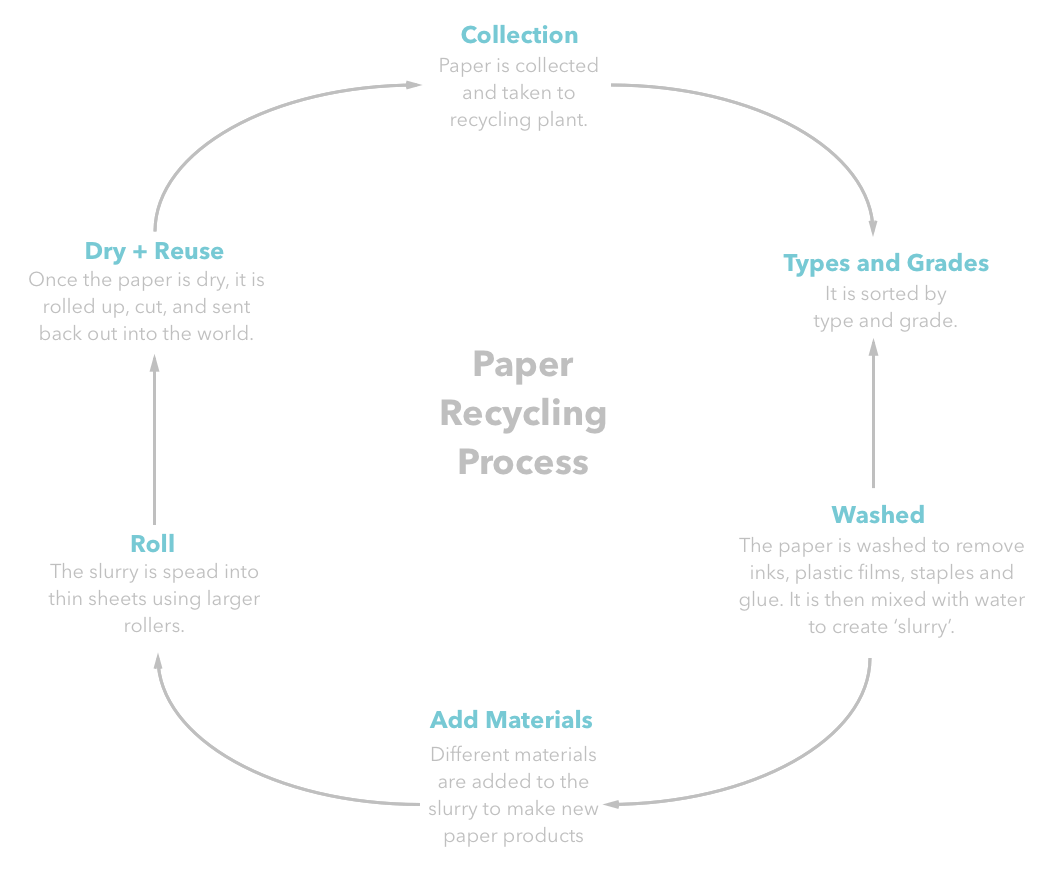 Collection
Paper is collected
and taken to
recycling plant.
Types and Grades
It is sorted by
type and grade.
Washed
The paper is washed to remove
inks, plastic films, staples and
glue. It is then mixed with water
to create ‘slurry’.
Add Materials
Different materials
are added to the
slurry to make new
paper products
Roll
The slurry is spead into
thin sheets using larger
rollers.
Dry + Reuse
Once the paper is dry, it is
rolled up, cut, and sent
back out into the world.
Paper
Recycling
Process